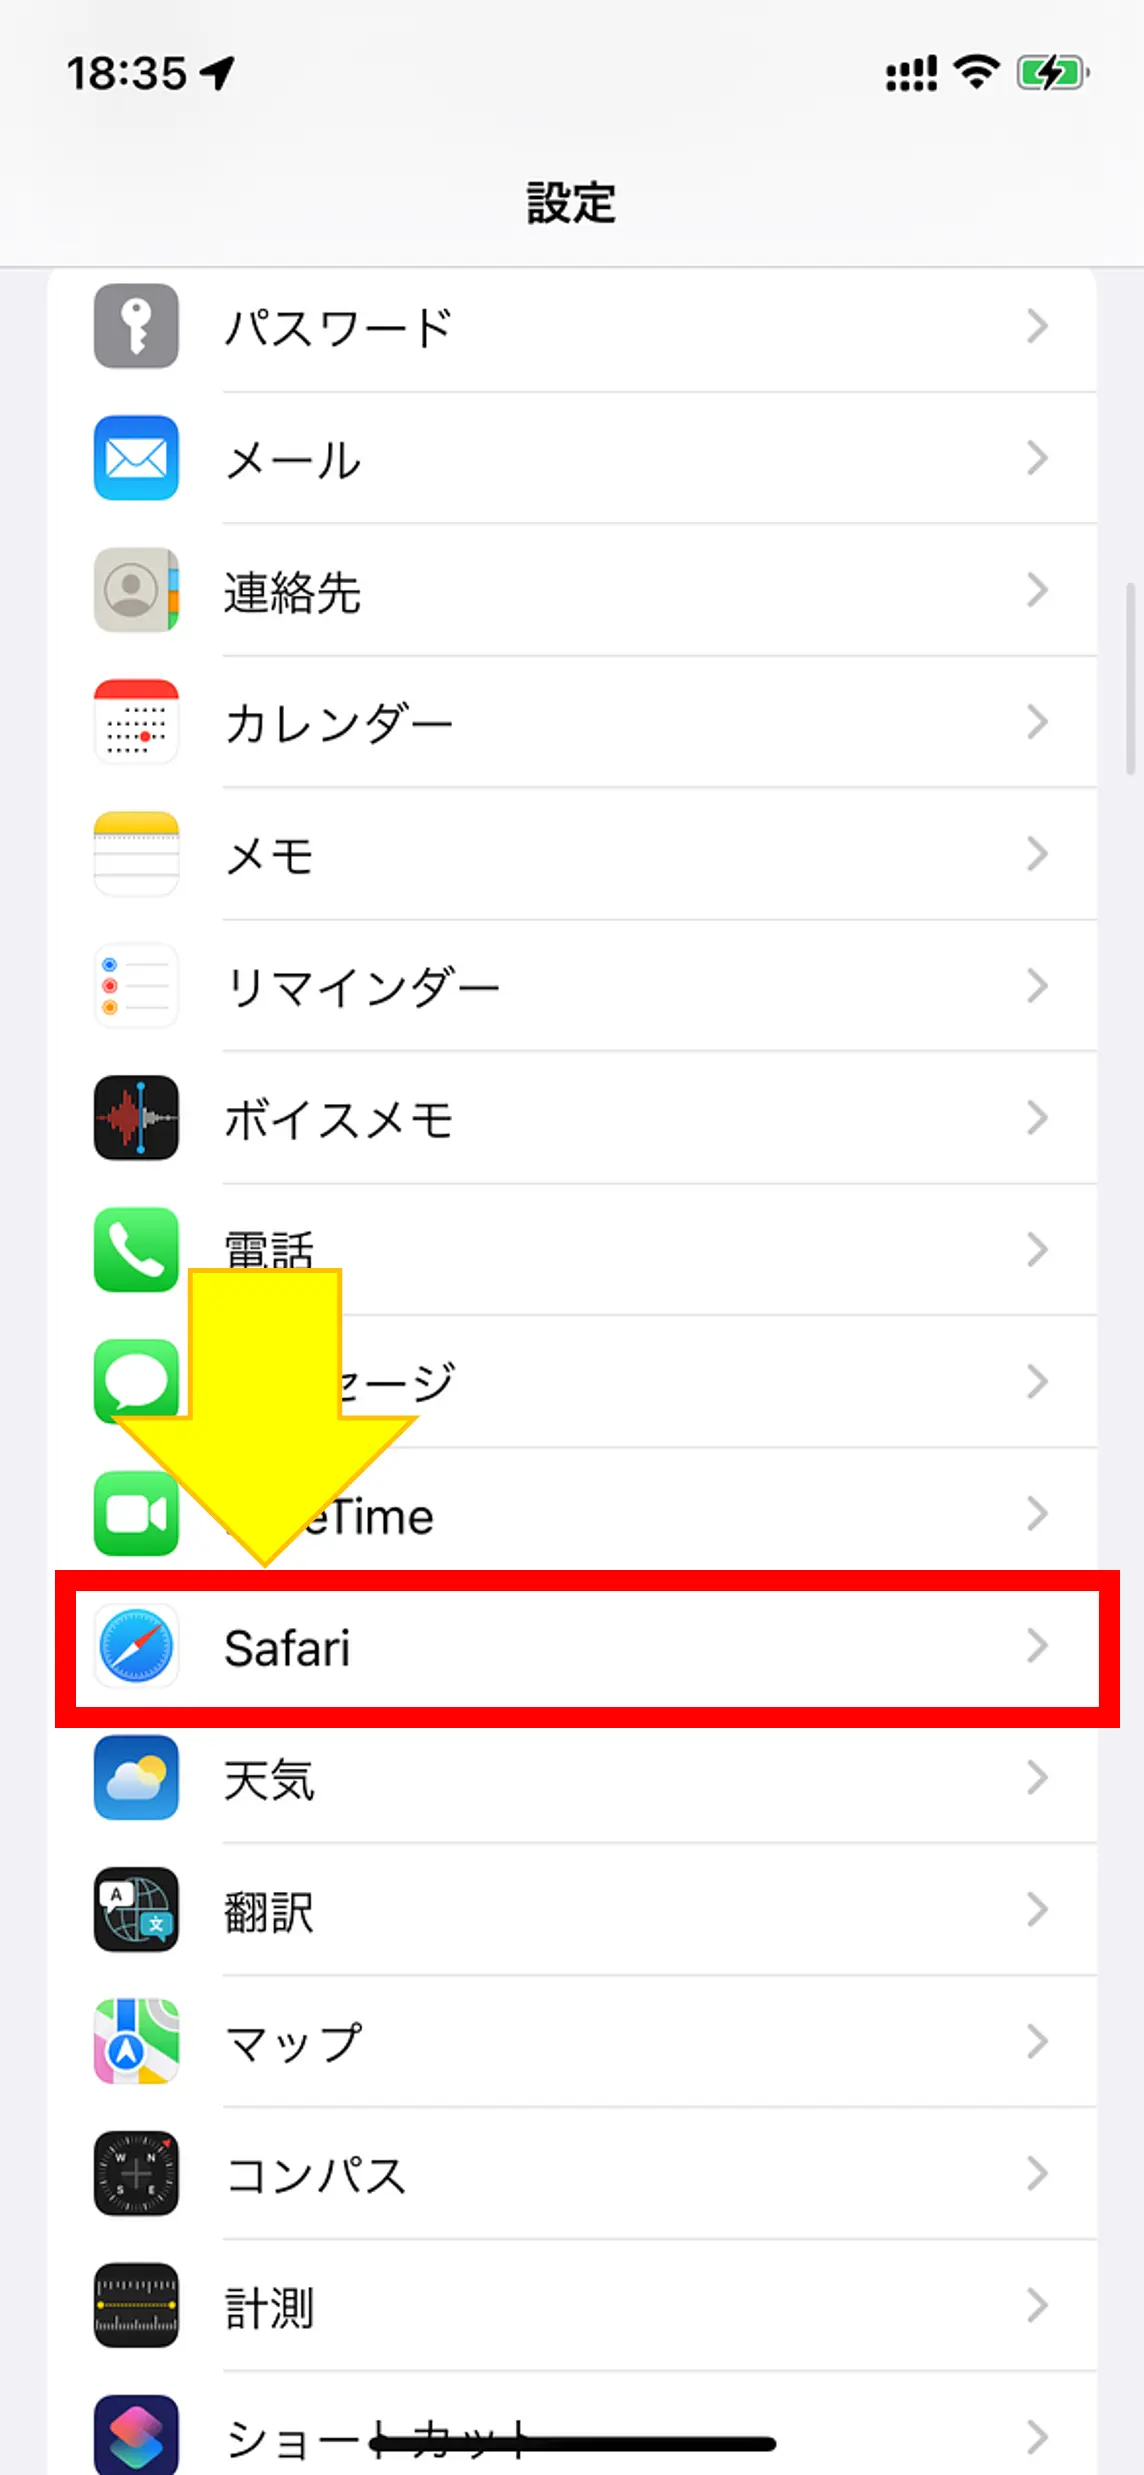 18:35
設定
パスワード
メール
連絡先
カレンダー
メモ
リマインダー
ボイスメモ
電話
セージ
eTime
Safari
天気
翻訳
マップ
コンパス
計測
ショートカット